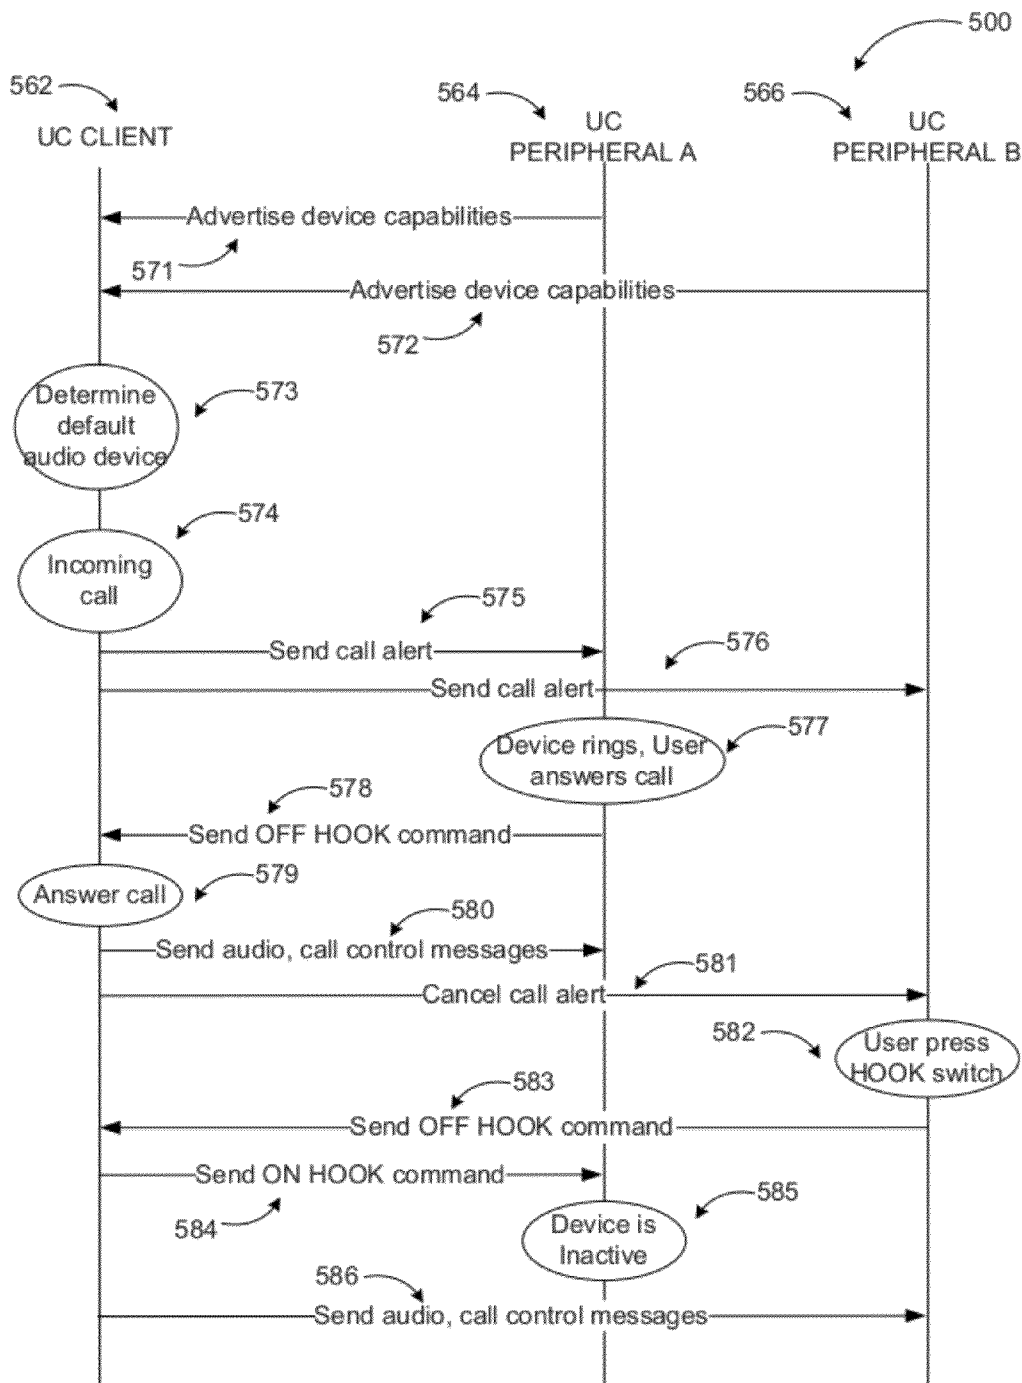 500
562
564
566
UC CLIENT
UC
PERIPHERAL A
UC
PERIPHERAL B
Advertise device capabilities
571
Advertise device capabilities
572
Determine
default
audio device
573
574
Incoming
call
575
Send call alert
576
Send call alert
Device rings, User
answers call
577
578
Send OFF HOOK command
Answer call
579
580
Send audio, call control messages
581
Cancel call alert
582
User press
HOOK switch
583
Send OFF HOOK command
Send ON HOOK command
584
585
Device is
Inactive
586
Send audio, call control messages